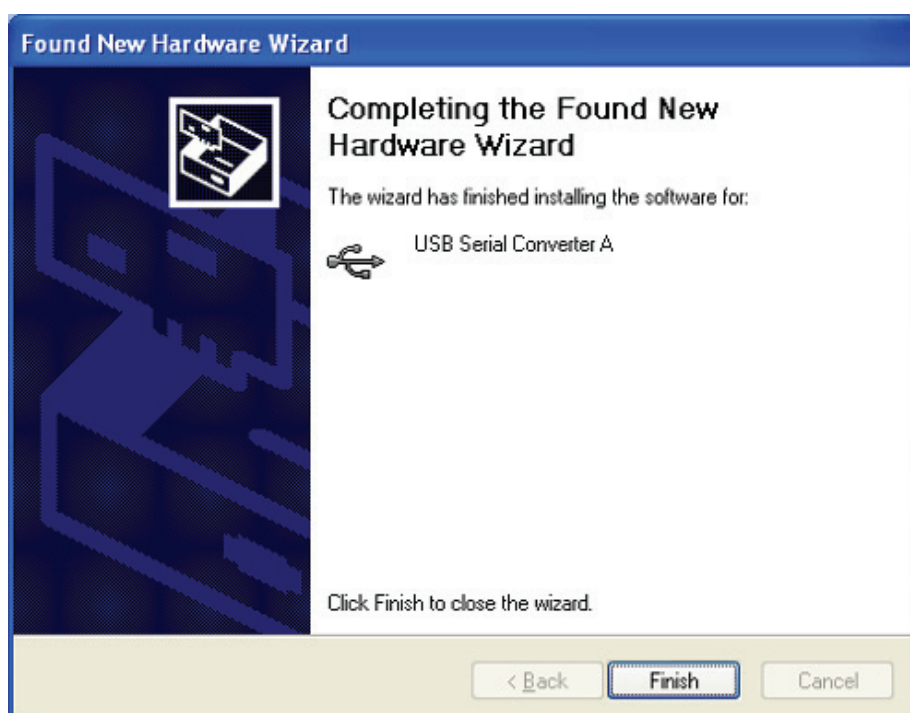 Found New Hardware Wizard
Completing the Found New
Hardware Wizard
The wizard has finished installing the software for:
USB Serial Converter A
Click Finish to close the wizard.
< Back
Finish
Cancel